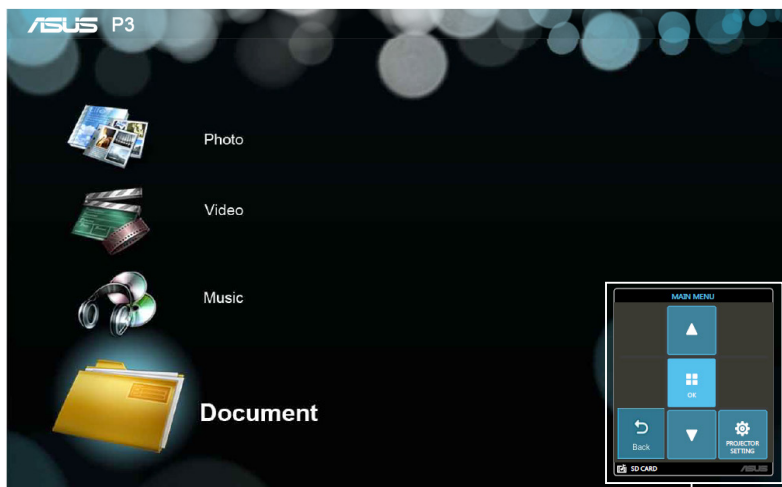 ASUS P3
Photo
Video
Music
Document
MAIN MENU
OK
Back
PROJECTOR
SETTING
SD CARD
ASUS